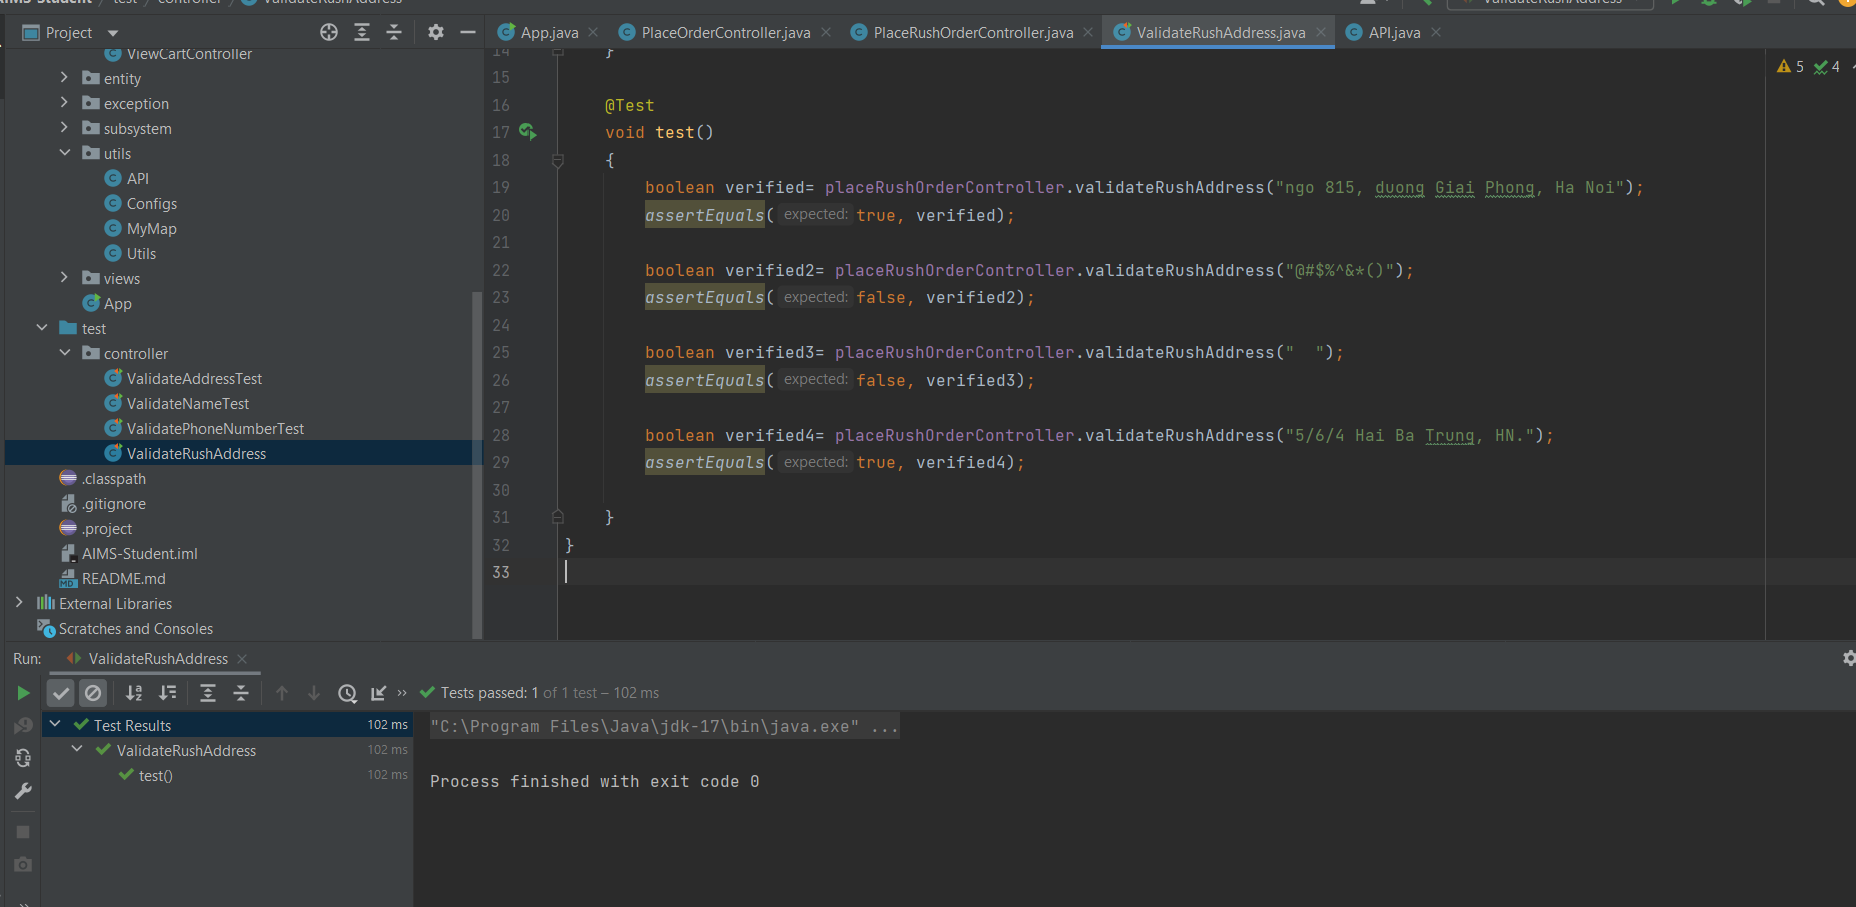 AIMS-Student test controller ValidateRushAddress ValidateRushAddress
Project
App.java PlaceOrderController.java PlaceRushOrderController.java ValidateRushAddress.java API.java
ViewCartController
entity
exception
subsystem
utils
API
Configs
MyMap
Utils
views
App
test
controller
ValidateAddressTest
ValidateNameTest
ValidatePhoneNumberTest
ValidateRushAddress
.classpath
.gitignore
.project
AIMS-Student.iml
README.md
External Libraries
Scratches and Consoles
5 4
14 }
15
16 @Test
17 void test()
18 {
19 boolean verified= placeRushOrderController.validateRushAddress("ngo 815, duong Giai Phong, Ha Noi");
20 assertEquals( expected: true, verified);
21
22 boolean verified2= placeRushOrderController.validateRushAddress("@#$%^&*()");
23 assertEquals( expected: false, verified2);
24
25 boolean verified3= placeRushOrderController.validateRushAddress("  ");
26 assertEquals( expected: false, verified3);
27
28 boolean verified4= placeRushOrderController.validateRushAddress("5/6/4 Hai Ba Trung, HN.");
29 assertEquals( expected: true, verified4);
30
31 }
32 }
33
Run: ValidateRushAddress
Tests passed: 1 of 1 test – 102 ms
Test Results 102 ms
ValidateRushAddress 102 ms
test() 102 ms
"C:\Program Files\Java\jdk-17\bin\java.exe" ...
Process finished with exit code 0